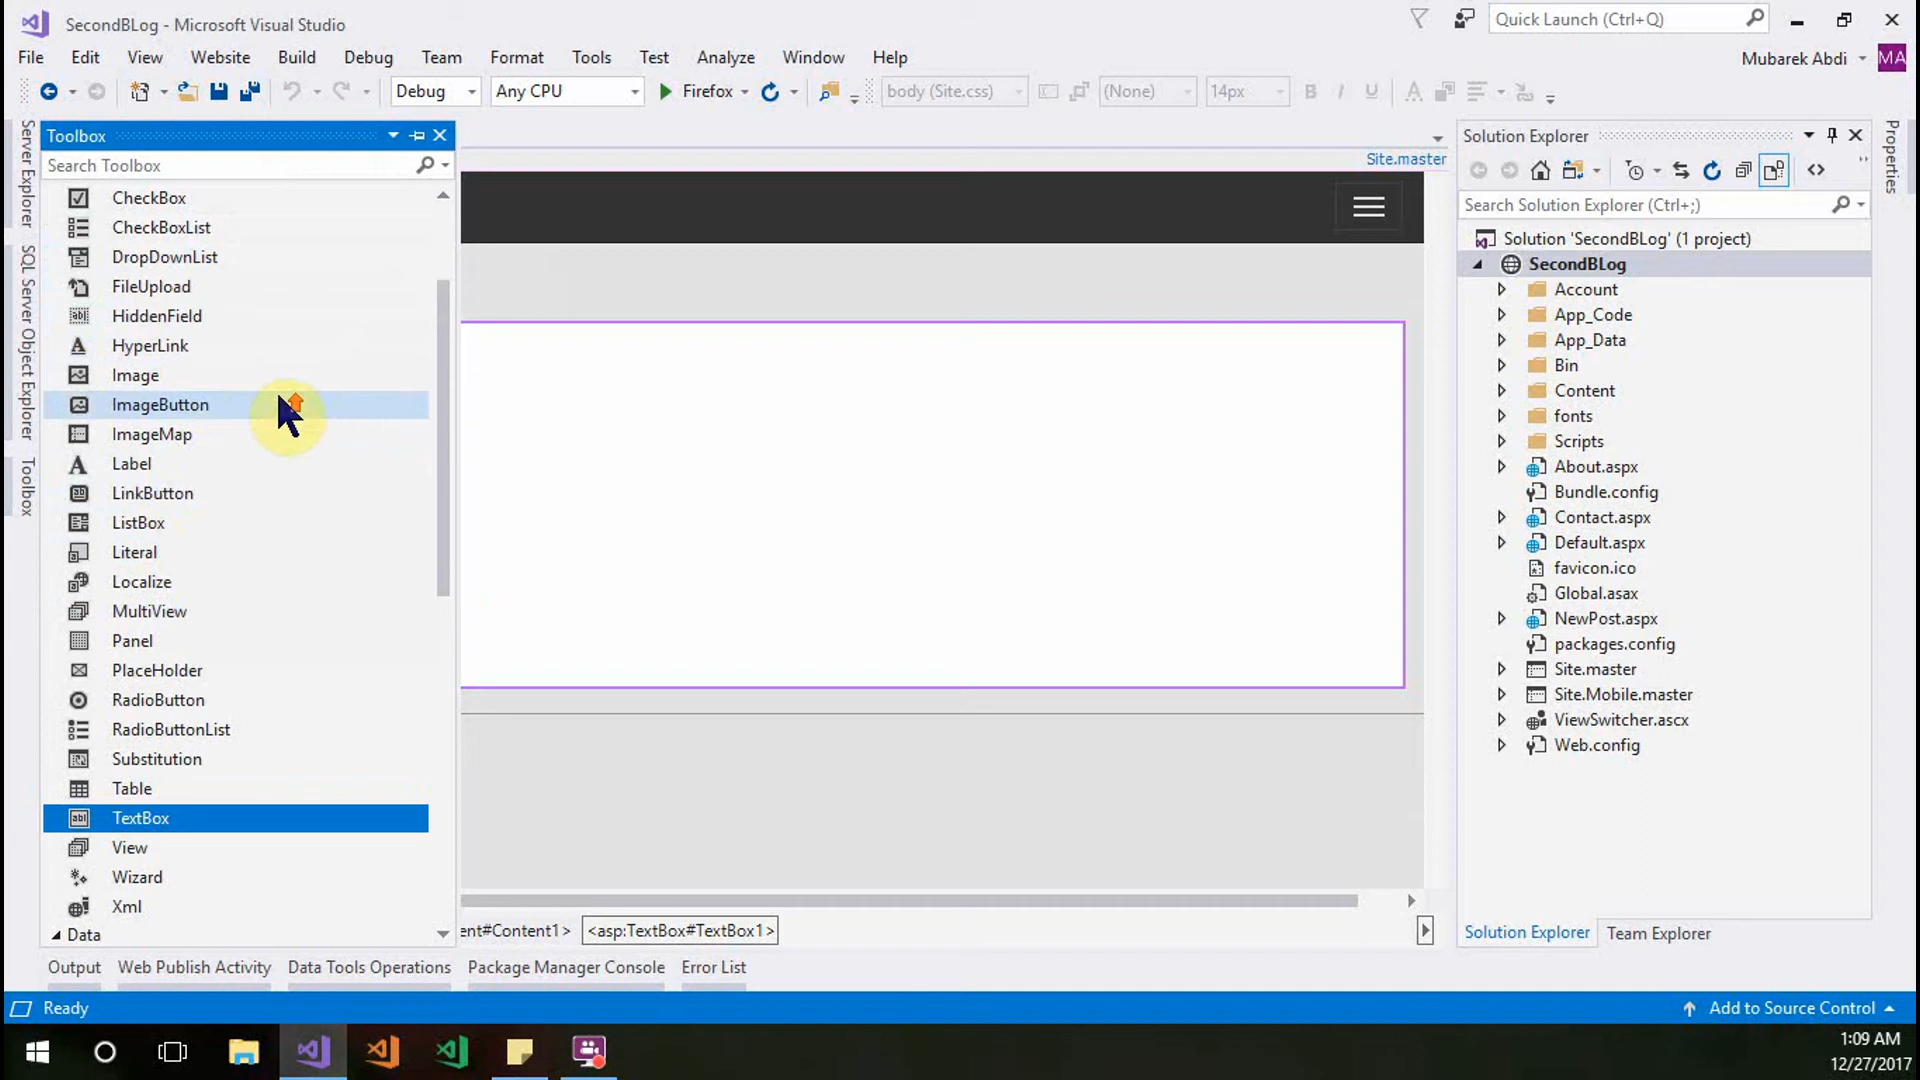 SecondBLog - Microsoft Visual Studio
Quick Launch (Ctrl+Q)
File Edit View Website Build Debug Team Format Tools Test Analyze Window Help
Mubarek Abdi
MA
Debug
Any CPU
Firefox
body (Site.css)
(None)
14px
B I U A
Server Explorer
SQL Server Object Explorer
Toolbox
Toolbox
Search Toolbox
CheckBox
CheckBoxList
DropDownList
FileUpload
HiddenField
HyperLink
Image
ImageButton
ImageMap
Label
LinkButton
ListBox
Literal
Localize
MultiView
Panel
PlaceHolder
RadioButton
RadioButtonList
Substitution
Table
TextBox
View
Wizard
Xml
Data
Site.master
ent#Content1>
<asp:TextBox#TextBox1>
Solution Explorer
Search Solution Explorer (Ctrl+;)
Solution 'SecondBLog' (1 project)
SecondBLog
Account
App_Code
App_Data
Bin
Content
fonts
Scripts
About.aspx
Bundle.config
Contact.aspx
Default.aspx
favicon.ico
Global.asax
NewPost.aspx
packages.config
Site.master
Site.Mobile.master
ViewSwitcher.ascx
Web.config
Solution Explorer Team Explorer
Properties
Output Web Publish Activity Data Tools Operations Package Manager Console Error List
Ready
Add to Source Control
1:09 AM
12/27/2017